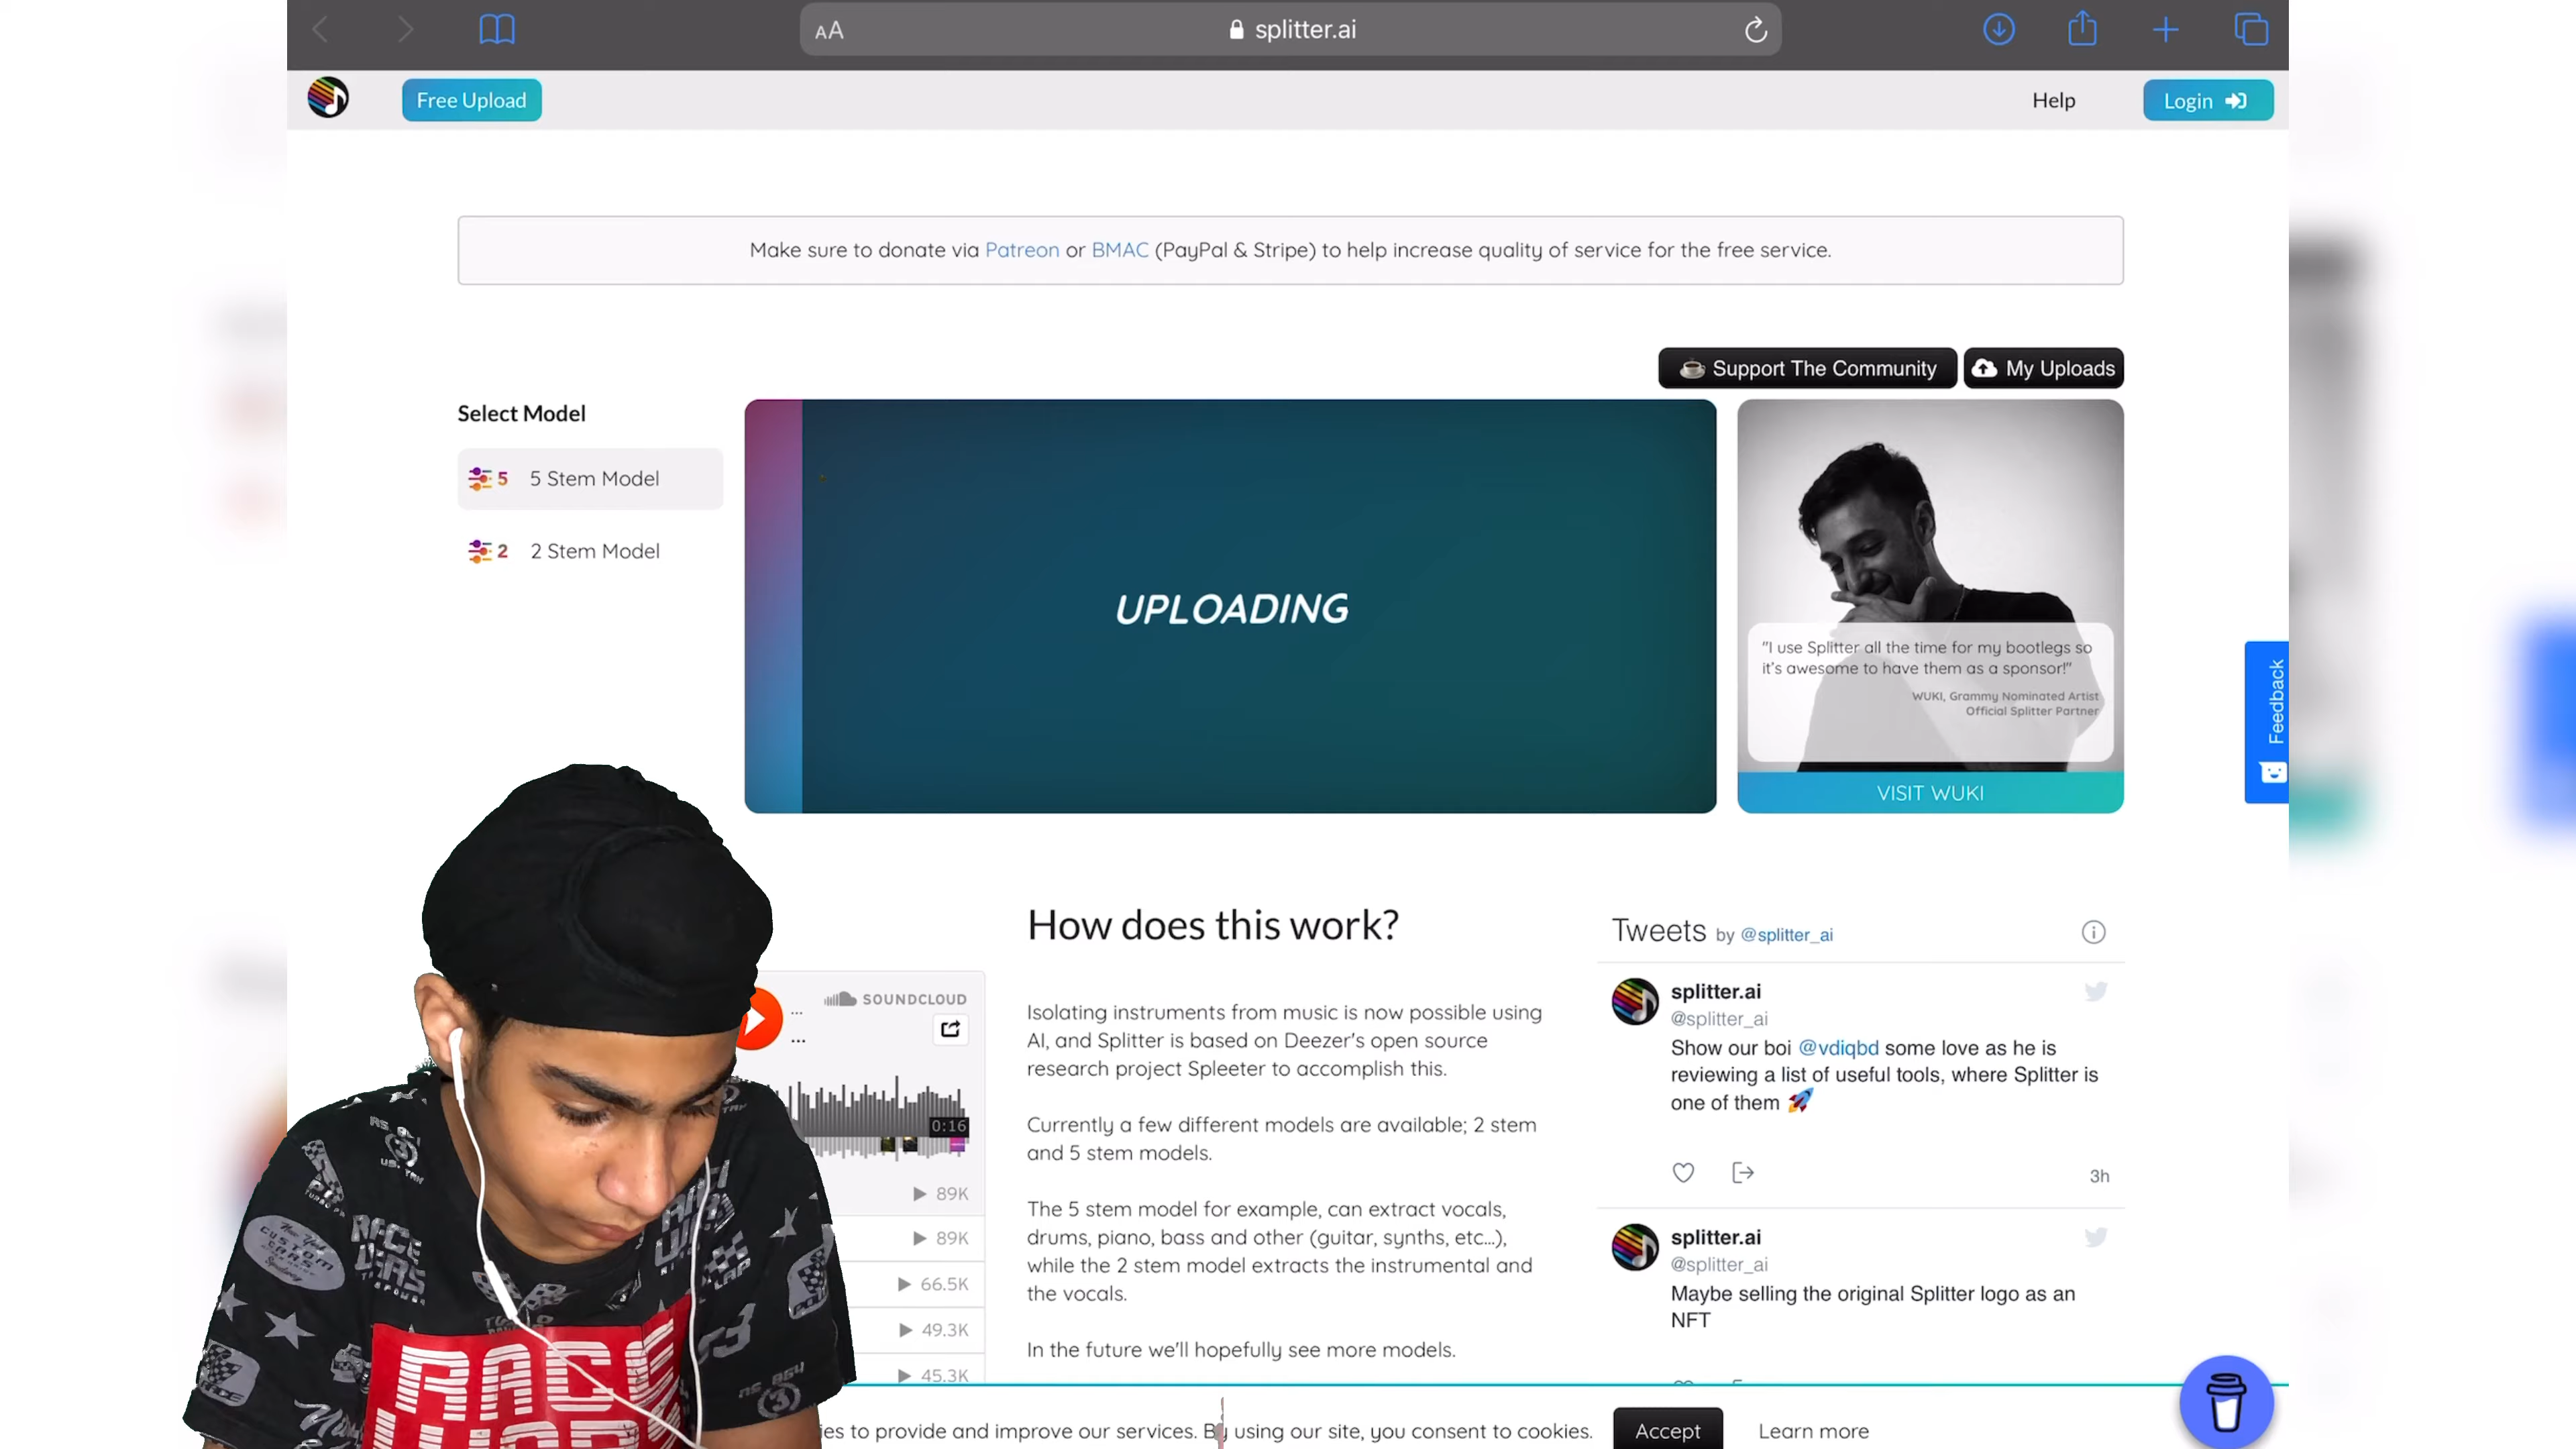 AA
splitter.ai
Free Upload
Help
Login
Make sure to donate via Patreon or BMAC (PayPal & Stripe) to help increase quality of service for the free service.
Support The Community
My Uploads
Select Model
5 5 Stem Model
2 2 Stem Model
UPLOADING
"I use Splitter all the time for my bootlegs so
it's awesome to have them as a sponsor!"
WUKI, Grammy Nominated Artist
Official Splitter Partner
VISIT WUKI
Feedback
How does this work?
Isolating instruments from music is now possible using
AI, and Splitter is based on Deezer's open source
research project Spleeter to accomplish this.
Currently a few different models are available; 2 stem
and 5 stem models.
The 5 stem model for example, can extract vocals,
drums, piano, bass and other (guitar, synths, etc...),
while the 2 stem model extracts the instrumental and
the vocals.
In the future we'll hopefully see more models.
SOUNDCLOUD
...
...
0:16
89K
89K
66.5K
49.3K
45.3K
Tweets by @splitter_ai
splitter.ai
@splitter_ai
Show our boi @vdiqbd some love as he is
reviewing a list of useful tools, where Splitter is
one of them
3h
splitter.ai
@splitter_ai
Maybe selling the original Splitter logo as an
NFT
ies to provide and improve our services. By using our site, you consent to cookies.
Accept
Learn more
RACE